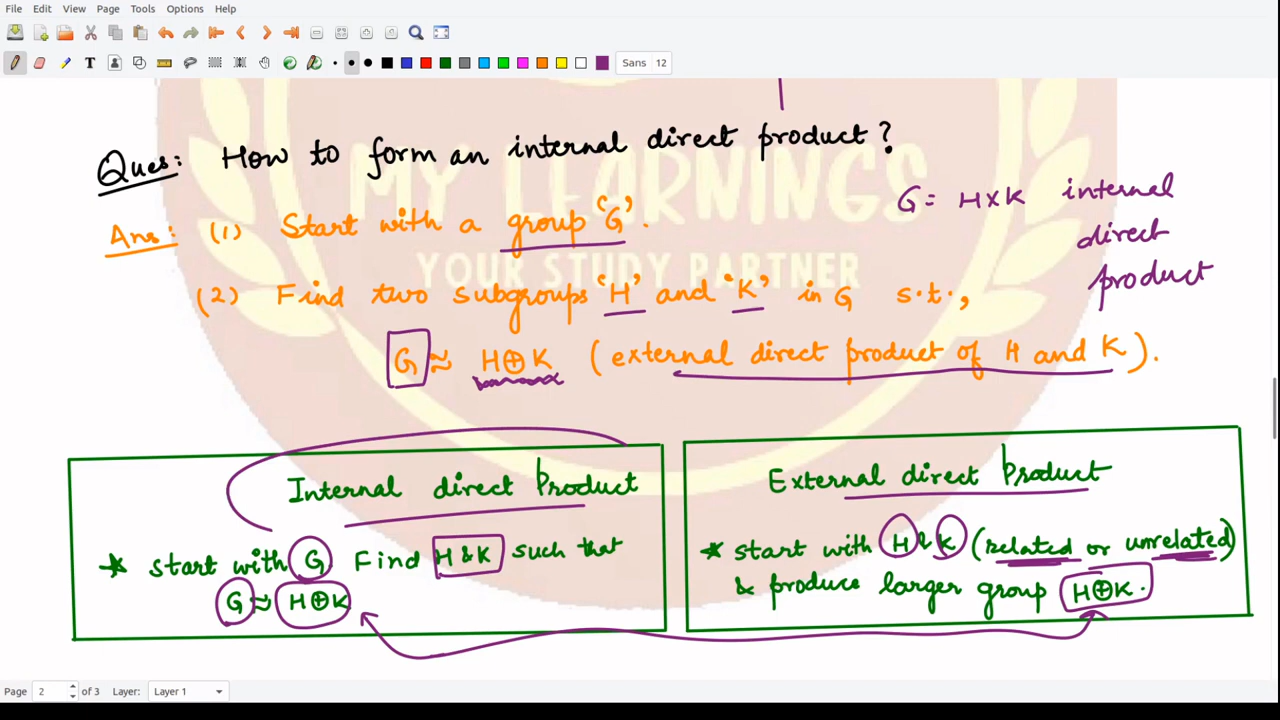 File Edit View Page Tools Options Help
Sans 12
Ques: How to form an internal direct product?
MY LEARNINGS
YOUR STUDY PARTNER
G = H×K internal
direct
product
Ans: (1) Start with a group 'G'.
(2) Find two subgroups 'H' and 'K' in G s.t.,
G ≈ H⊕K (external direct product of H and K).
Internal direct Product
* start with G Find H & K such that
G ≈ H⊕K
External direct Product
* start with H & K (related or unrelated)
& produce larger group H⊕K.
Page 2 of 3 Layer: Layer 1